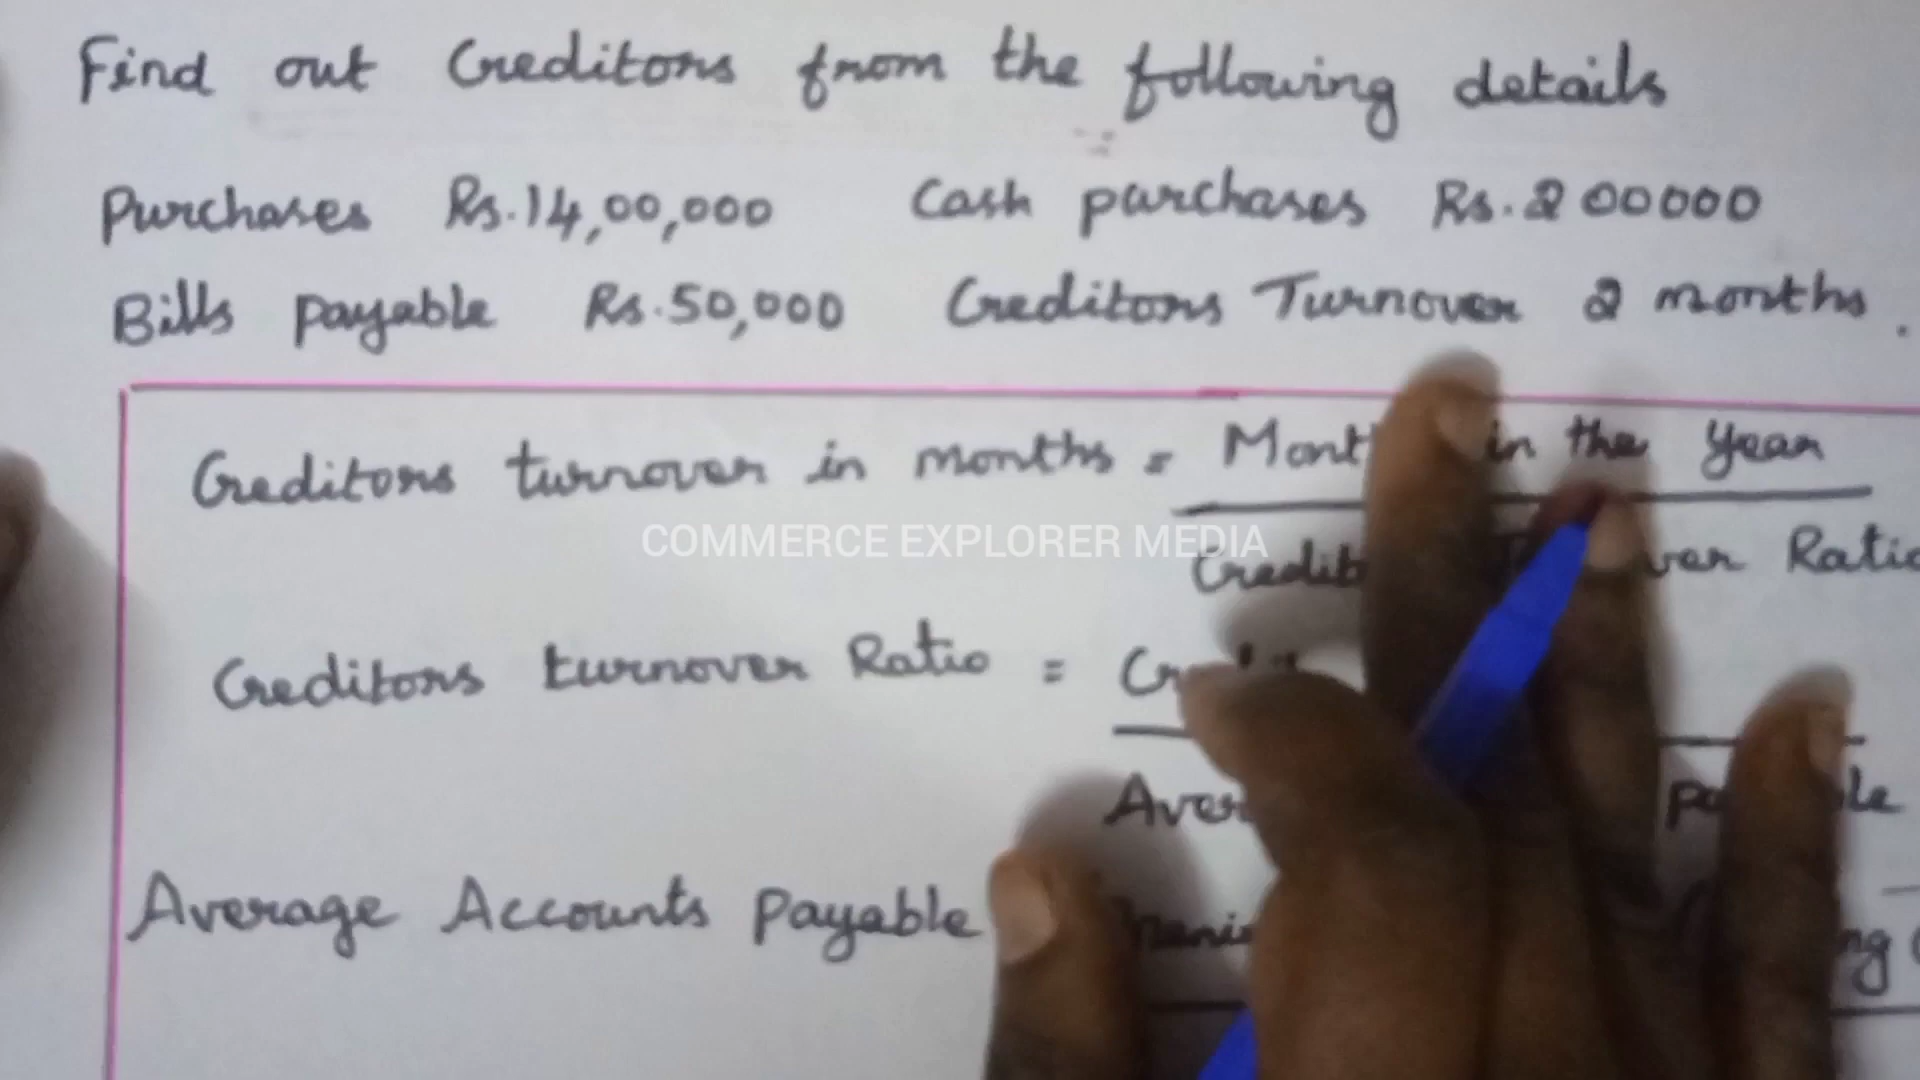 Find out Creditors from the following details
Purchases Rs.14,00,000 Cash purchases Rs.200000
Bills payable Rs.50,000 Creditors Turnover 2 months.
Creditors turnover in months = in the Year
COMMERCE EXPLORER MEDIA
Ratio
Creditors turnover Ratio =
Average Accounts Payable